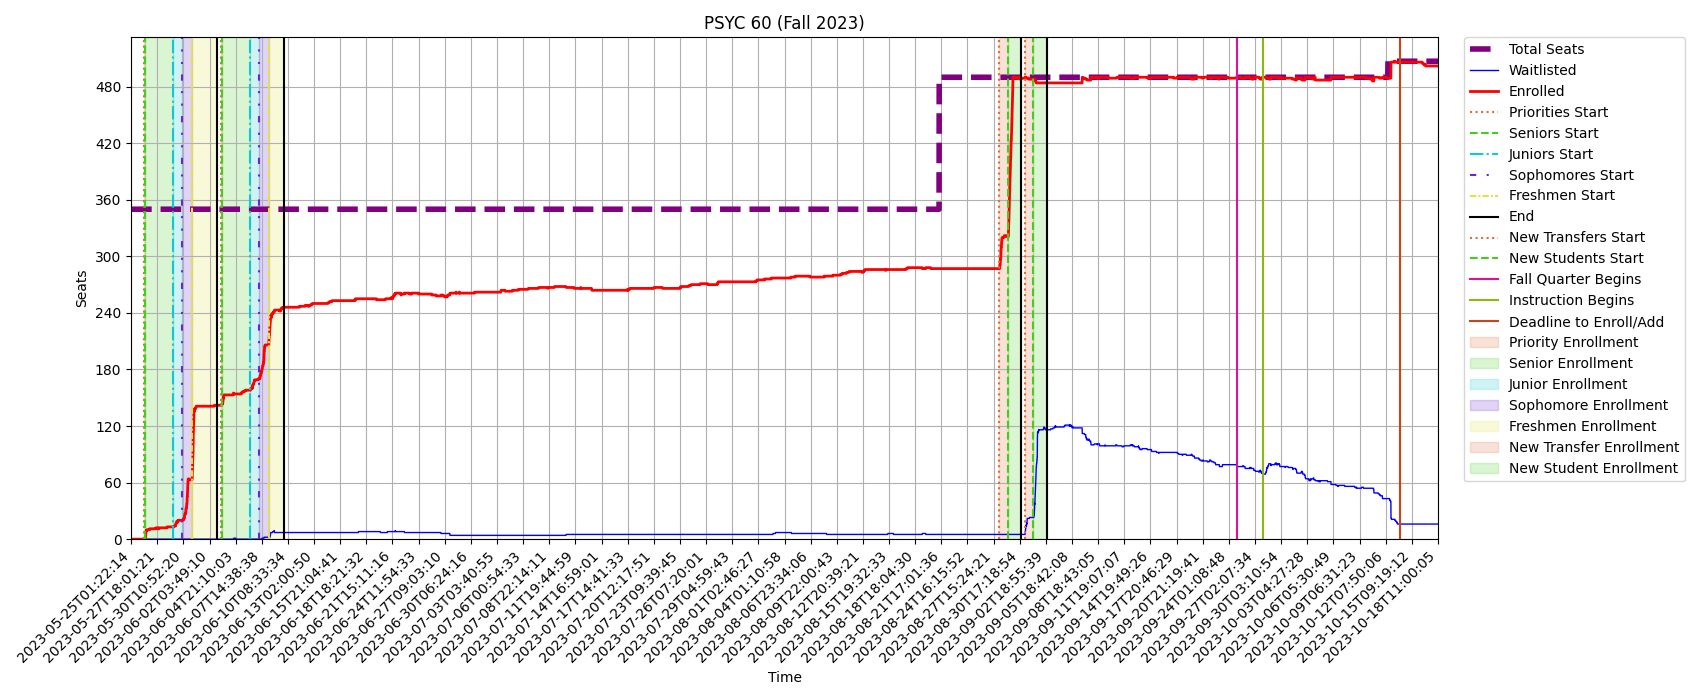 PSYC 60 (Fall 2023)
Seats
480
420
360
300
240
180
120
60
0
2023-05-25T01:22:14
2023-05-27T18:01:21
2023-05-30T10:52:20
2023-06-02T03:49:10
2023-06-04T21:10:03
2023-06-07T14:38:38
2023-06-10T08:33:34
2023-06-13T02:00:50
2023-06-15T21:04:41
2023-06-18T18:21:32
2023-06-21T15:11:16
2023-06-24T11:54:33
2023-06-27T09:03:10
2023-06-30T06:24:16
2023-07-03T03:40:55
2023-07-06T00:54:33
2023-07-08T22:14:11
2023-07-11T19:44:59
2023-07-14T16:59:01
2023-07-17T14:41:33
2023-07-20T12:17:51
2023-07-23T09:39:45
2023-07-26T07:20:01
2023-07-29T04:59:43
2023-08-01T02:46:27
2023-08-04T01:10:58
2023-08-06T23:34:06
2023-08-09T22:00:43
2023-08-12T20:39:21
2023-08-15T19:32:33
2023-08-18T18:04:30
2023-08-21T17:01:36
2023-08-24T16:15:52
2023-08-27T15:24:21
2023-08-30T17:18:54
2023-09-02T18:55:39
2023-09-05T18:42:08
2023-09-08T18:43:05
2023-09-11T19:07:07
2023-09-14T19:49:26
2023-09-17T20:46:29
2023-09-20T21:19:41
2023-09-24T01:08:48
2023-09-27T02:07:34
2023-09-30T03:10:54
2023-10-03T04:27:28
2023-10-06T05:30:49
2023-10-09T06:31:23
2023-10-12T07:50:06
2023-10-15T09:19:12
2023-10-18T11:00:05
Time
Total Seats
Waitlisted
Enrolled
Priorities Start
Seniors Start
Juniors Start
Sophomores Start
Freshmen Start
End
New Transfers Start
New Students Start
Fall Quarter Begins
Instruction Begins
Deadline to Enroll/Add
Priority Enrollment
Senior Enrollment
Junior Enrollment
Sophomore Enrollment
Freshmen Enrollment
New Transfer Enrollment
New Student Enrollment